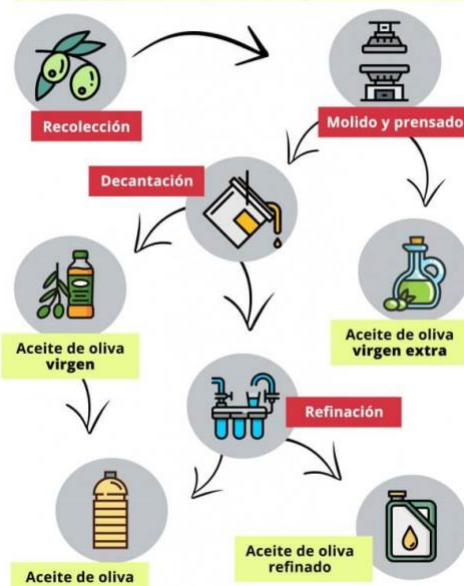 Recolección
Molido y prensado
Decantación
Aceite de oliva
virgen
Aceite de oliva
virgen extra
Refinación
Aceite de oliva
Aceite de oliva
refinado